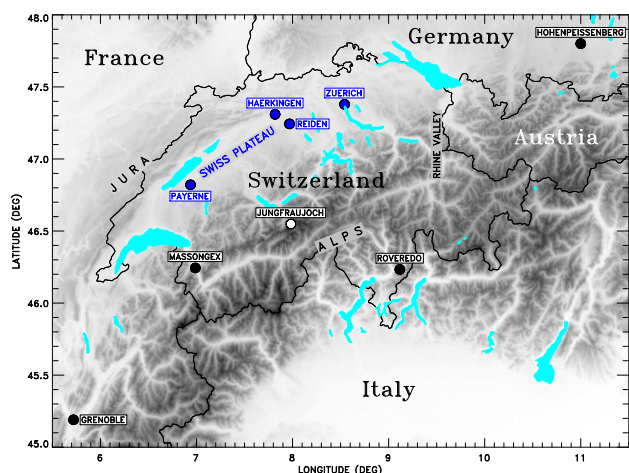 48.0
47.5
47.0
46.5
46.0
45.5
45.0
LATITUDE (DEG)
France
Germany
HOHENPEISSENBERG
ZUERICH
HAERKINGEN
REIDEN
RHINE VALLEY
Austria
JURA
SWISS PLATEAU
PAYERNE
Switzerland
JUNGFRAUJOCH
ALPS
MASSONGEX
ROVEREDO
Italy
GRENOBLE
6 7 8 9 10 11
LONGITUDE (DEG)